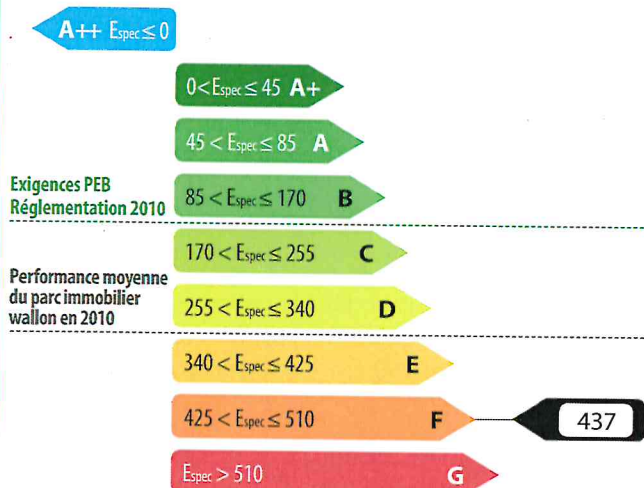 A++ Espec ≤ 0
0 < Espec ≤ 45 A+
45 < Espec ≤ 85 A
Exigences PEB
Réglementation 2010
85 < Espec ≤ 170 B
170 < Espec ≤ 255 C
Performance moyenne
du parc immobilier
wallon en 2010
255 < Espec ≤ 340 D
340 < Espec ≤ 425 E
425 < Espec ≤ 510 F 437
Espec > 510 G